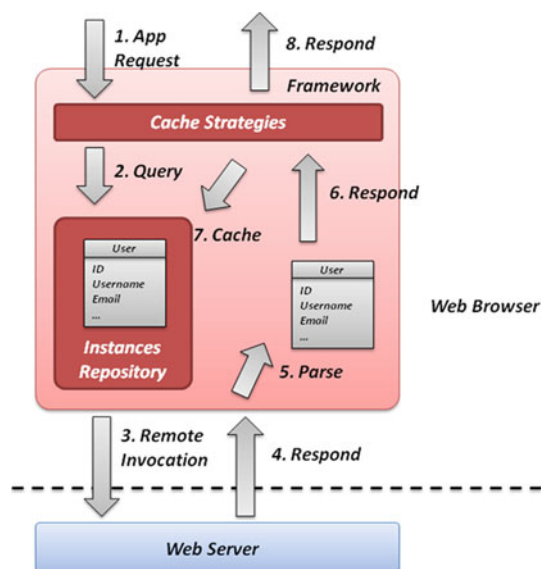 1. App
Request
8. Respond
Framework
Cache Strategies
2. Query
6. Respond
7. Cache
User
ID
Username
Email
...
Instances
Repository
User
ID
Username
Email
...
Web Browser
5. Parse
3. Remote
Invocation
4. Respond
Web Server